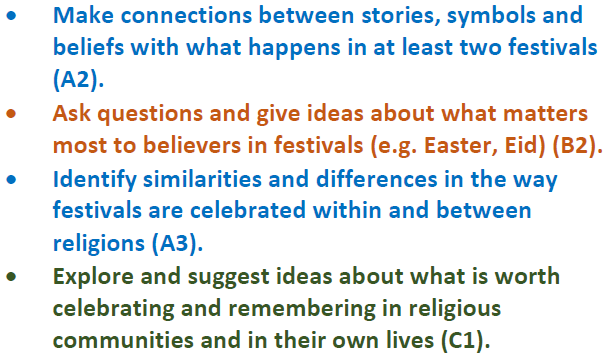 • Make connections between stories, symbols and
beliefs with what happens in at least two festivals
(A2).
• Ask questions and give ideas about what matters
most to believers in festivals (e.g. Easter, Eid) (B2).
• Identify similarities and differences in the way
festivals are celebrated within and between
religions (A3).
• Explore and suggest ideas about what is worth
celebrating and remembering in religious
communities and in their own lives (C1).